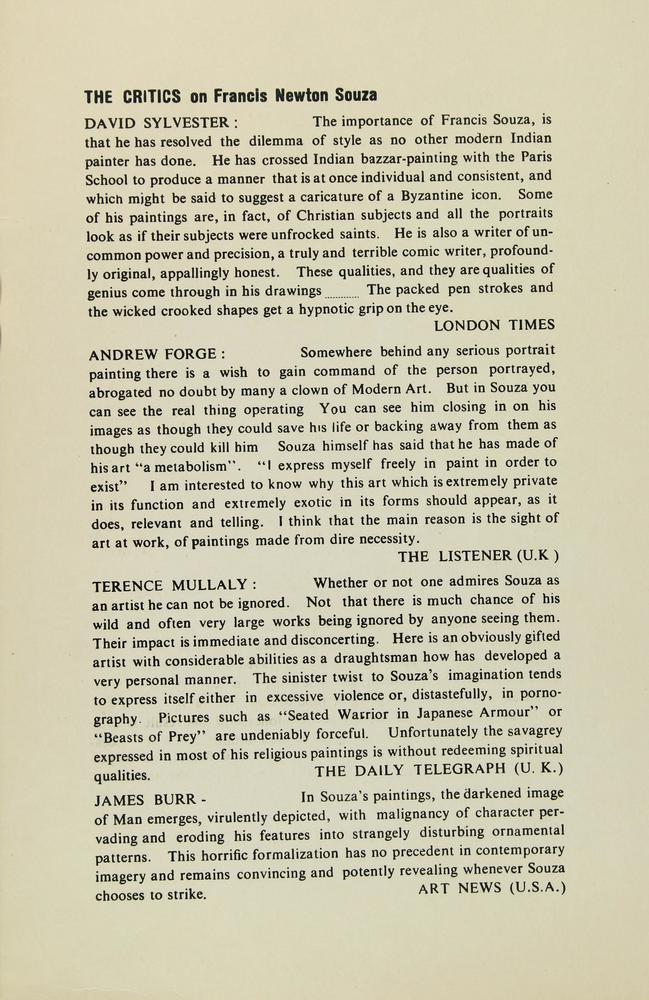 THE CRITICS on Francis Newton Souza
DAVID SYLVESTER : The importance of Francis Souza, is
that he has resolved the dilemma of style as no other modern Indian
painter has done. He has crossed Indian bazzar-painting with the Paris
School to produce a manner that is at once individual and consistent, and
which might be said to suggest a caricature of a Byzantine icon. Some
of his paintings are, in fact, of Christian subjects and all the portraits
look as if their subjects were unfrocked saints. He is also a writer of un-
common power and precision, a truly and terrible comic writer, profound-
ly original, appallingly honest. These qualities, and they are qualities of
genius come through in his drawings ............ The packed pen strokes and
the wicked crooked shapes get a hypnotic grip on the eye.
LONDON TIMES
ANDREW FORGE : Somewhere behind any serious portrait
painting there is a wish to gain command of the person portrayed,
abrogated no doubt by many a clown of Modern Art. But in Souza you
can see the real thing operating You can see him closing in on his
images as though they could save his life or backing away from them as
though they could kill him Souza himself has said that he has made of
his art “a metabolism”. “I express myself freely in paint in order to
exist” I am interested to know why this art which is extremely private
in its function and extremely exotic in its forms should appear, as it
does, relevant and telling. I think that the main reason is the sight of
art at work, of paintings made from dire necessity.
THE LISTENER (U.K )
TERENCE MULLALY : Whether or not one admires Souza as
an artist he can not be ignored. Not that there is much chance of his
wild and often very large works being ignored by anyone seeing them.
Their impact is immediate and disconcerting. Here is an obviously gifted
artist with considerable abilities as a draughtsman how has developed a
very personal manner. The sinister twist to Souza's imagination tends
to express itself either in excessive violence or, distastefully, in porno-
graphy. Pictures such as “Seated Warrior in Japanese Armour” or
“Beasts of Prey” are undeniably forceful. Unfortunately the savagrey
expressed in most of his religious paintings is without redeeming spiritual
qualities. THE DAILY TELEGRAPH (U. K.)
JAMES BURR - In Souza's paintings, the darkened image
of Man emerges, virulently depicted, with malignancy of character per-
vading and eroding his features into strangely disturbing ornamental
patterns. This horrific formalization has no precedent in contemporary
imagery and remains convincing and potently revealing whenever Souza
chooses to strike. ART NEWS (U.S.A.)